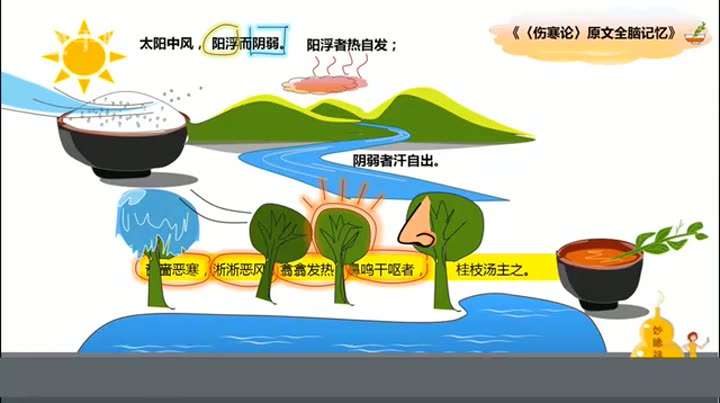 《〈伤寒论〉原文全脑记忆》
太阳中风，阳浮而阴弱。 阳浮者热自发；
阴弱者汗自出。
啬恶寒，淅淅恶风，翕翕发热，鸣干呕者， 桂枝汤主之。
妙缘